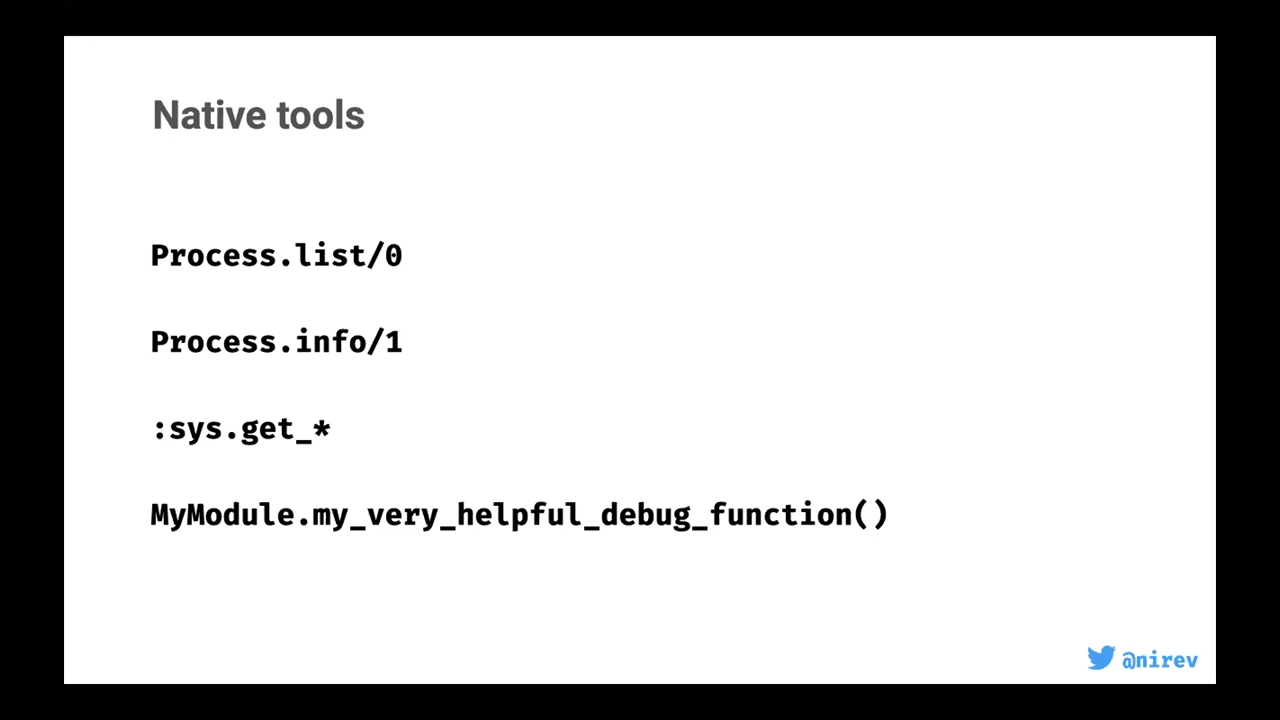 Native tools
Process.list/0
Process.info/1
:sys.get_*
MyModule.my_very_helpful_debug_function()
@nirev